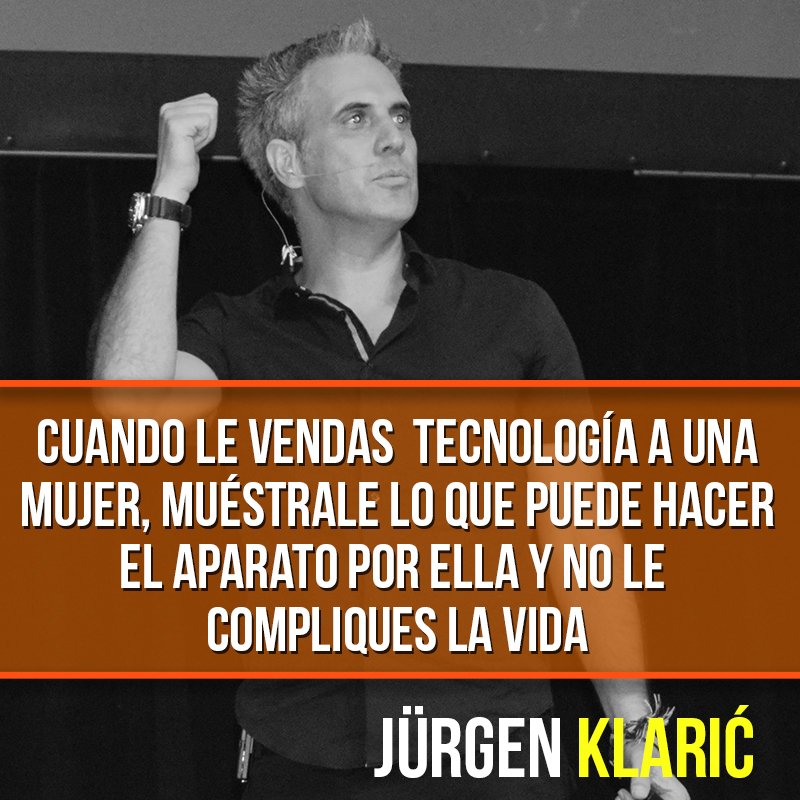 CUANDO LE VENDAS TECNOLOGÍA A UNA
MUJER, MUÉSTRALE LO QUE PUEDE HACER
EL APARATO POR ELLA Y NO LE
COMPLIQUES LA VIDA
JÜRGEN KLARIĆ